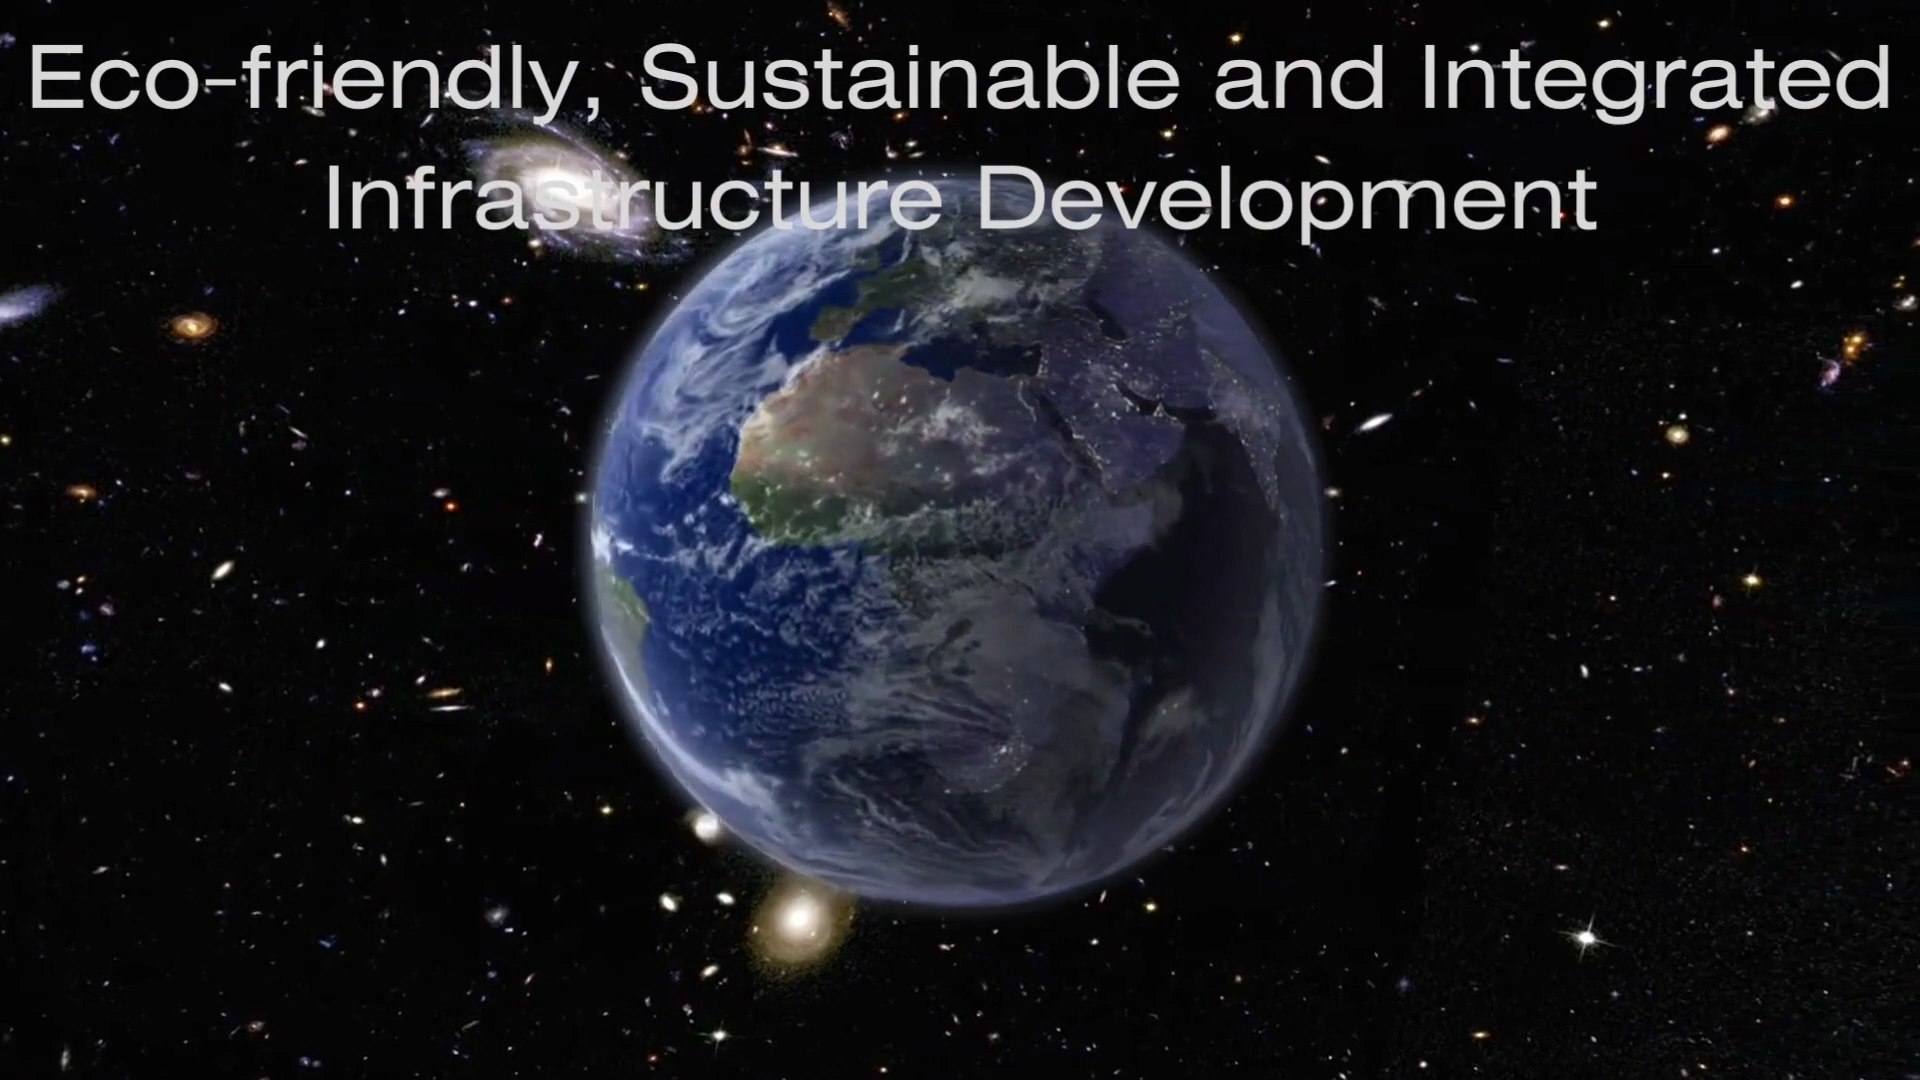 Eco-friendly, Sustainable and Integrated
Infrastructure Development